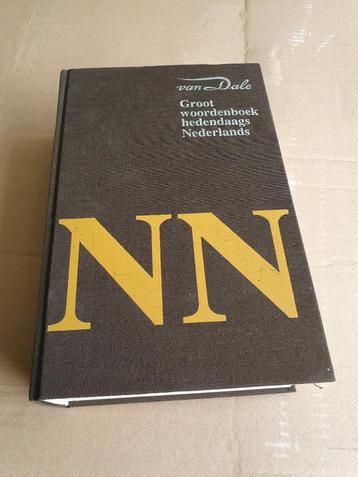 van Dale
Groot
woordenboek
hedendaags
Nederlands
NN